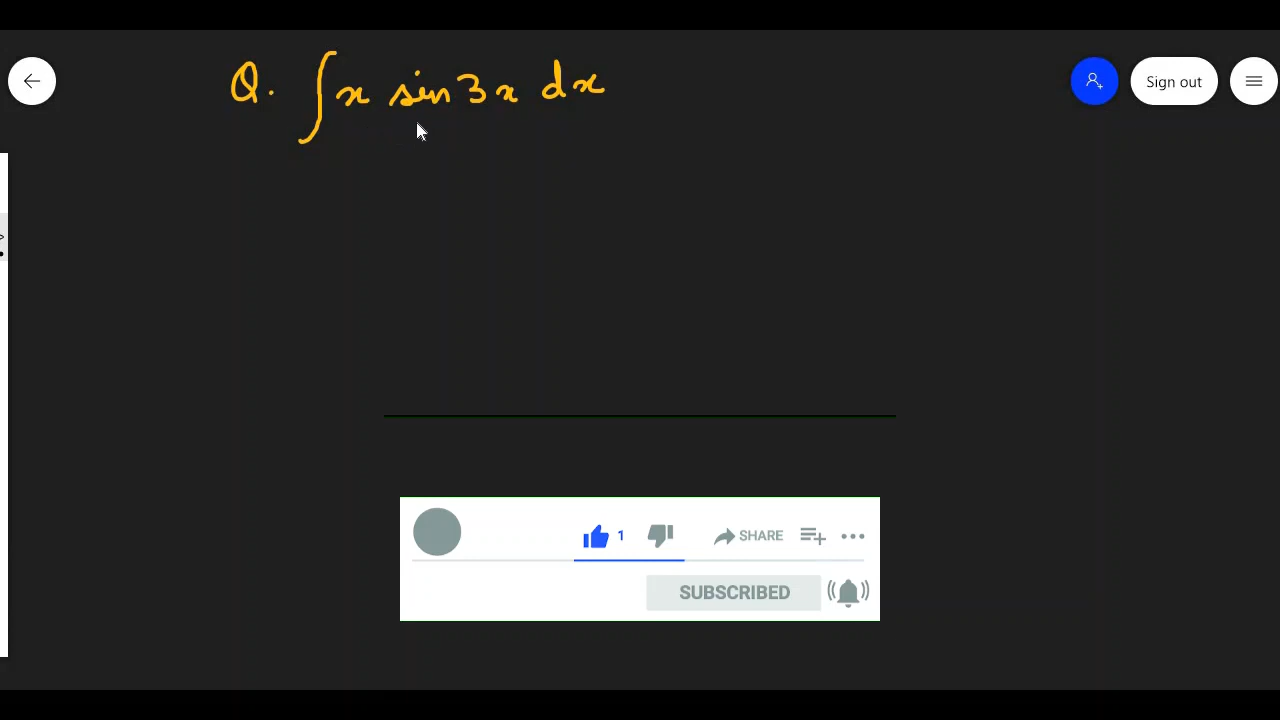 Q. ∫x sin3x dx
Sign out
1 SHARE
SUBSCRIBED